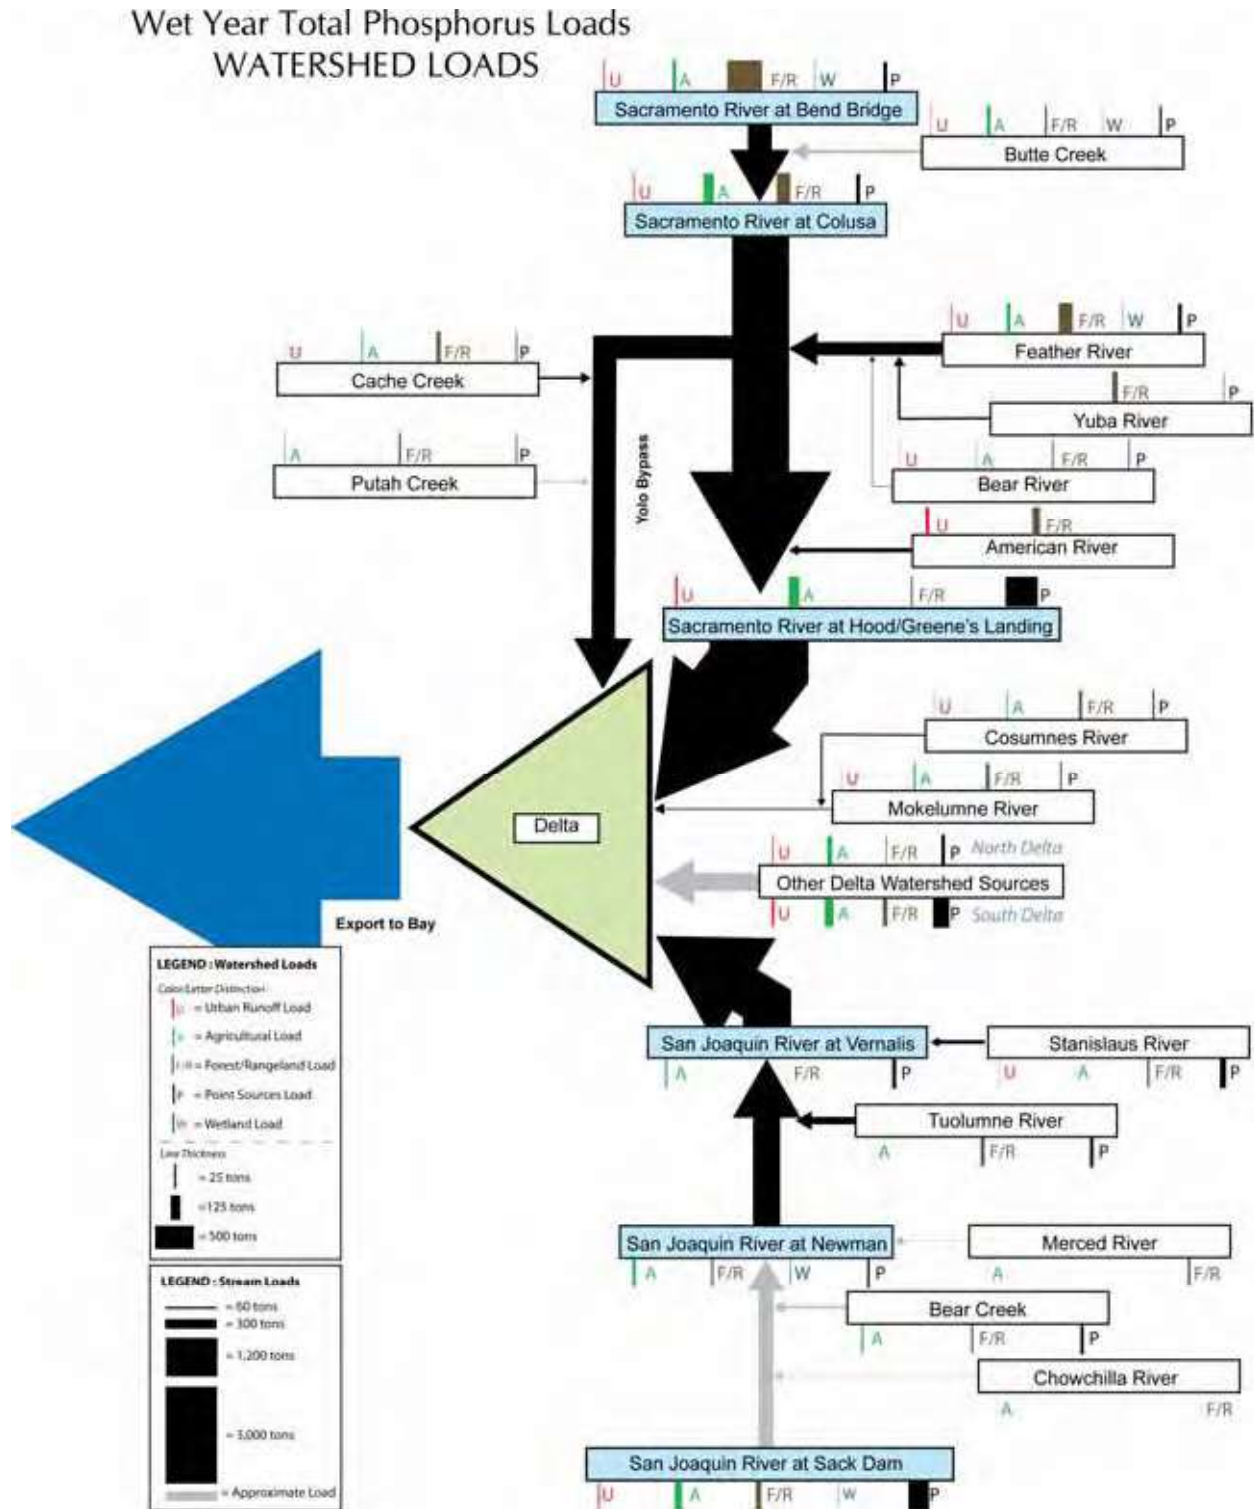 Wet Year Total Phosphorus Loads
WATERSHED LOADS
U A F/R W P
Sacramento River at Bend Bridge
U A F/R W P
Butte Creek
U A F/R P
Sacramento River at Colusa
U A F/R W P
Feather River
U A F/R P
Cache Creek
F/R P
Yuba River
A F/R P
Putah Creek
Yolo Bypass
U A F/R P
Bear River
U F/R
American River
U A F/R P
Sacramento River at Hood/Greene's Landing
U A F/R P
Cosumnes River
U A F/R P
Mokelumne River
Delta
U A F/R P North Delta
Other Delta Watershed Sources
U A F/R P South Delta
Export to Bay
San Joaquin River at Vernalis
A F/R P
Stanislaus River
U A F/R P
Tuolumne River
A F/R P
San Joaquin River at Newman
A F/R W P
Merced River
A F/R
Bear Creek
A F/R P
Chowchilla River
A F/R
San Joaquin River at Sack Dam
U A F/R W P
LEGEND : Watershed Loads
Color/Letter Distinction
U = Urban Runoff Load
A = Agricultural Load
F/R = Forest/Rangeland Load
P = Point Sources Load
W = Wetland Load
Line Thickness
= 25 tons
=125 tons
= 500 tons
LEGEND : Stream Loads
= 60 tons
= 300 tons
= 1,200 tons
= 3,000 tons
= Approximate Load